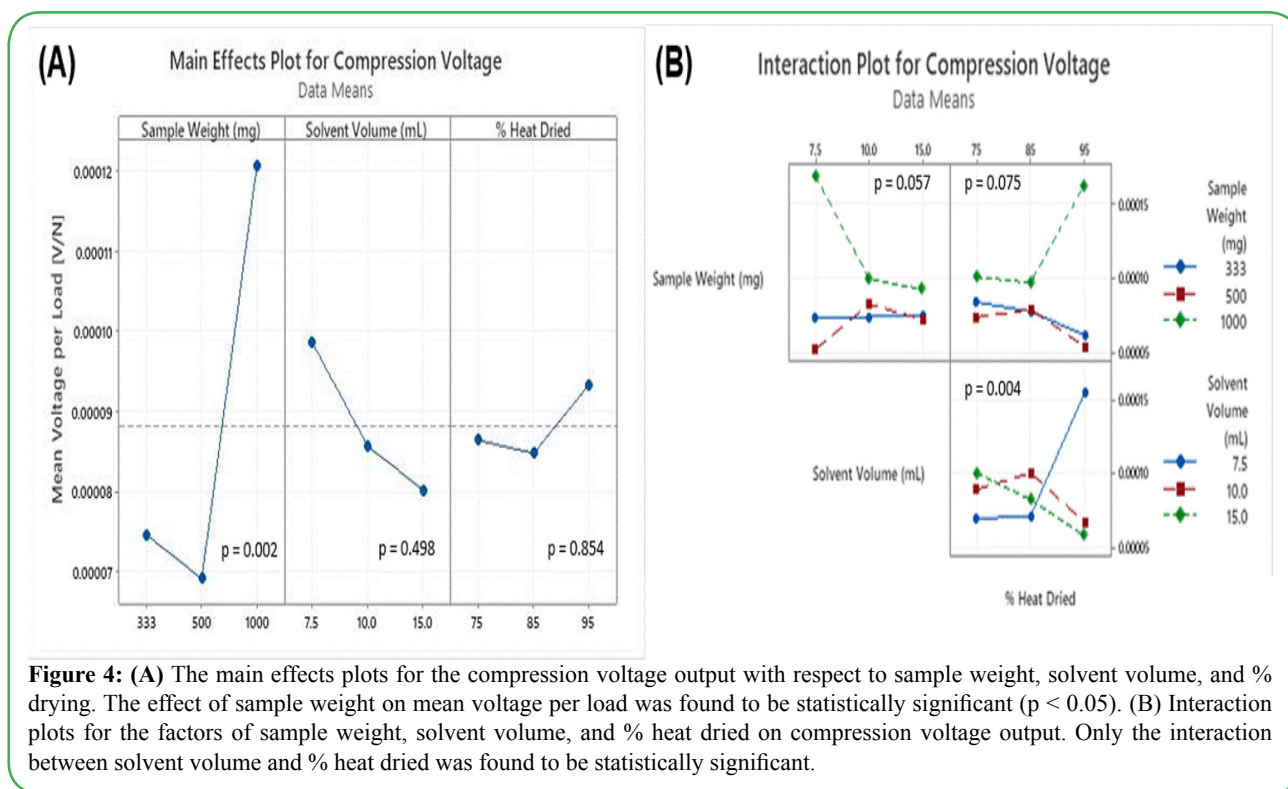 (A)
Main Effects Plot for Compression Voltage
Data Means
Sample Weight (mg) Solvent Volume (mL) % Heat Dried
Mean Voltage per Load [V/N]
0.00012
0.00011
0.00010
0.00009
0.00008
0.00007
p = 0.002 p = 0.498 p = 0.854
333 500 1000 7.5 10.0 15.0 75 85 95
(B)
Interaction Plot for Compression Voltage
Data Means
7.5 10.0 15.0 75 85 95
p = 0.057 p = 0.075
Sample Weight (mg)
0.00015
0.00010
0.00005
Sample
Weight
(mg)
333
500
1000
p = 0.004
Solvent Volume (mL)
0.00015
0.00010
0.00005
Solvent
Volume
(mL)
7.5
10.0
15.0
% Heat Dried
Figure 4: (A) The main effects plots for the compression voltage output with respect to sample weight, solvent volume, and %
drying. The effect of sample weight on mean voltage per load was found to be statistically significant (p < 0.05). (B) Interaction
plots for the factors of sample weight, solvent volume, and % heat dried on compression voltage output. Only the interaction
between solvent volume and % heat dried was found to be statistically significant.